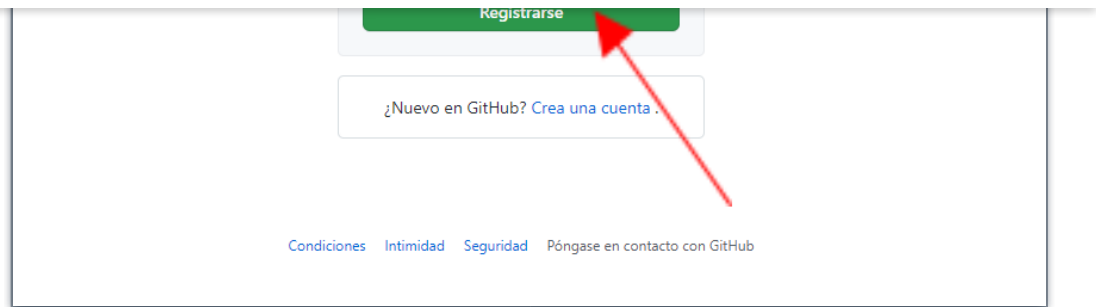 Registrarse
¿Nuevo en GitHub? Crea una cuenta .
Condiciones Intimidad Seguridad Póngase en contacto con GitHub